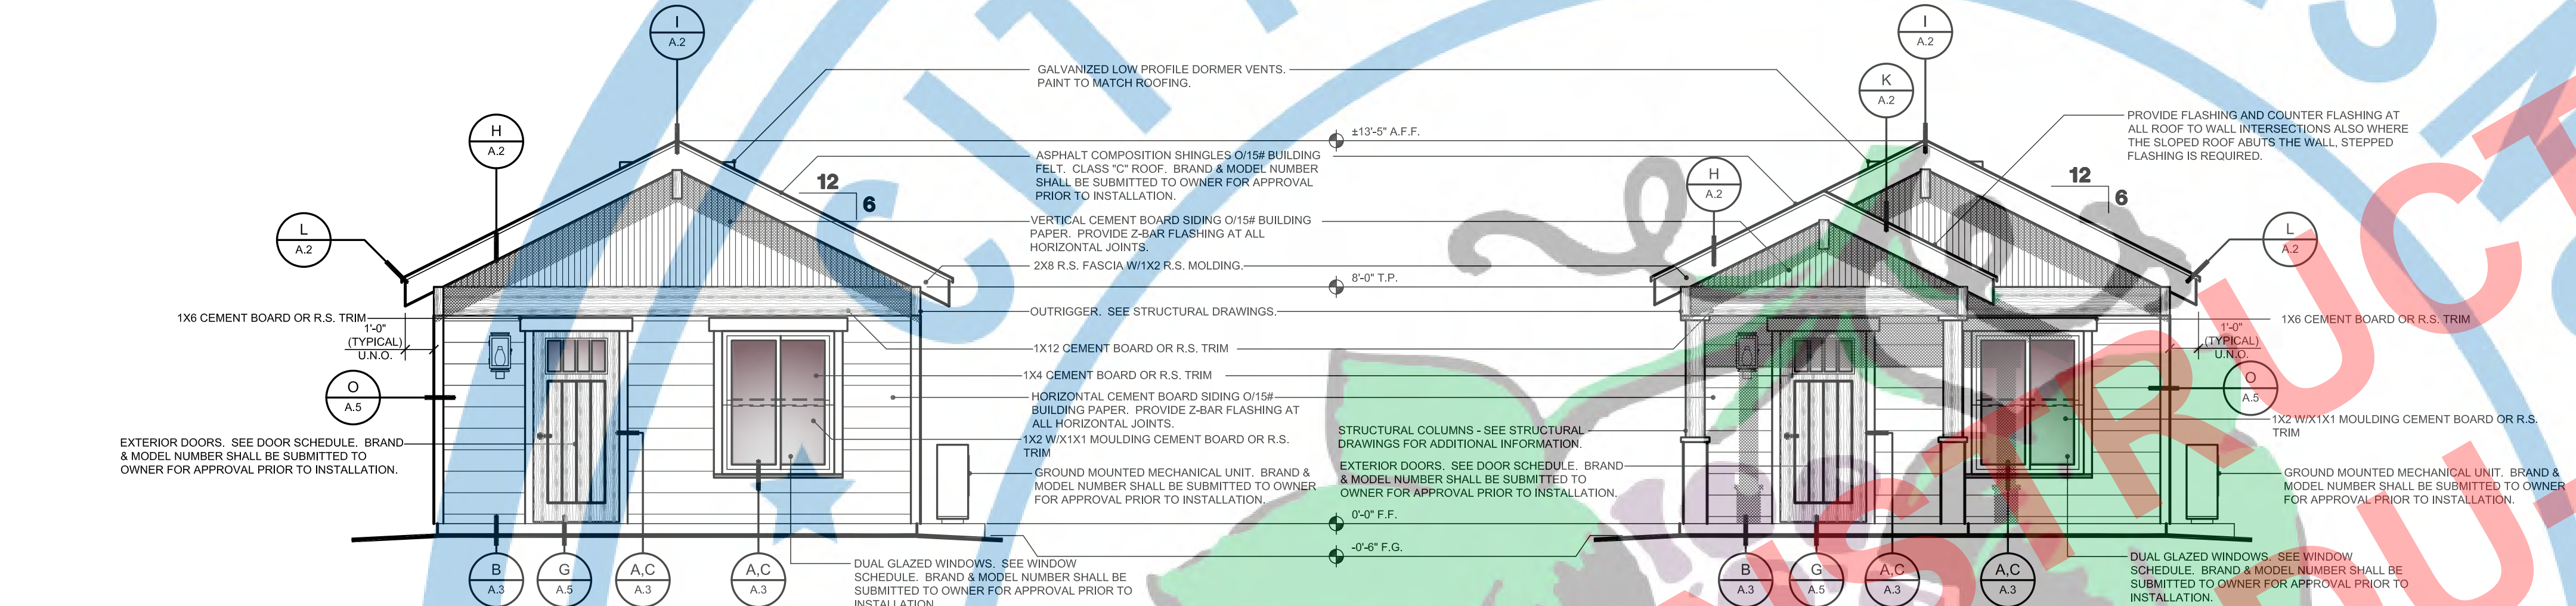 I
A.2
H
A.2
L
A.2
1X6 CEMENT BOARD OR R.S. TRIM
1'-0"
(TYPICAL)
U.N.O.
O
A.5
EXTERIOR DOORS. SEE DOOR SCHEDULE. BRAND
& MODEL NUMBER SHALL BE SUBMITTED TO
OWNER FOR APPROVAL PRIOR TO INSTALLATION.
12
6
B
A.3
G
A.5
A,C
A.3
A,C
A.3
GALVANIZED LOW PROFILE DORMER VENTS.
PAINT TO MATCH ROOFING.
ASPHALT COMPOSITION SHINGLES O/15# BUILDING
FELT. CLASS "C" ROOF. BRAND & MODEL NUMBER
SHALL BE SUBMITTED TO OWNER FOR APPROVAL
PRIOR TO INSTALLATION.
VERTICAL CEMENT BOARD SIDING O/15# BUILDING
PAPER. PROVIDE Z-BAR FLASHING AT ALL
HORIZONTAL JOINTS.
2X8 R.S. FASCIA W/1X2 R.S. MOLDING.
OUTRIGGER. SEE STRUCTURAL DRAWINGS.
1X12 CEMENT BOARD OR R.S. TRIM
1X4 CEMENT BOARD OR R.S. TRIM
HORIZONTAL CEMENT BOARD SIDING O/15#
BUILDING PAPER. PROVIDE Z-BAR FLASHING AT
ALL HORIZONTAL JOINTS.
1X2 W/X1X1 MOULDING CEMENT BOARD OR R.S.
TRIM
GROUND MOUNTED MECHANICAL UNIT. BRAND &
MODEL NUMBER SHALL BE SUBMITTED TO OWNER
FOR APPROVAL PRIOR TO INSTALLATION.
DUAL GLAZED WINDOWS. SEE WINDOW
SCHEDULE. BRAND & MODEL NUMBER SHALL BE
SUBMITTED TO OWNER FOR APPROVAL PRIOR TO
INSTALLATION.
±13'-5" A.F.F.
8'-0" T.P.
STRUCTURAL COLUMNS - SEE STRUCTURAL
DRAWINGS FOR ADDITIONAL INFORMATION.
EXTERIOR DOORS. SEE DOOR SCHEDULE. BRAND
& MODEL NUMBER SHALL BE SUBMITTED TO
OWNER FOR APPROVAL PRIOR TO INSTALLATION.
0'-0" F.F.
-0'-6" F.G.
I
A.2
K
A.2
H
A.2
PROVIDE FLASHING AND COUNTER FLASHING AT
ALL ROOF TO WALL INTERSECTIONS ALSO WHERE
THE SLOPED ROOF ABUTS THE WALL, STEPPED
FLASHING IS REQUIRED.
12
6
L
A.2
1X6 CEMENT BOARD OR R.S. TRIM
1'-0"
(TYPICAL)
U.N.O.
O
A.5
1X2 W/X1X1 MOULDING CEMENT BOARD OR R.S.
TRIM
GROUND MOUNTED MECHANICAL UNIT. BRAND &
MODEL NUMBER SHALL BE SUBMITTED TO OWNER
FOR APPROVAL PRIOR TO INSTALLATION.
B
A.3
G
A.5
A,C
A.3
A,C
A.3
DUAL GLAZED WINDOWS. SEE WINDOW
SCHEDULE. BRAND & MODEL NUMBER SHALL BE
SUBMITTED TO OWNER FOR APPROVAL PRIOR TO
INSTALLATION.